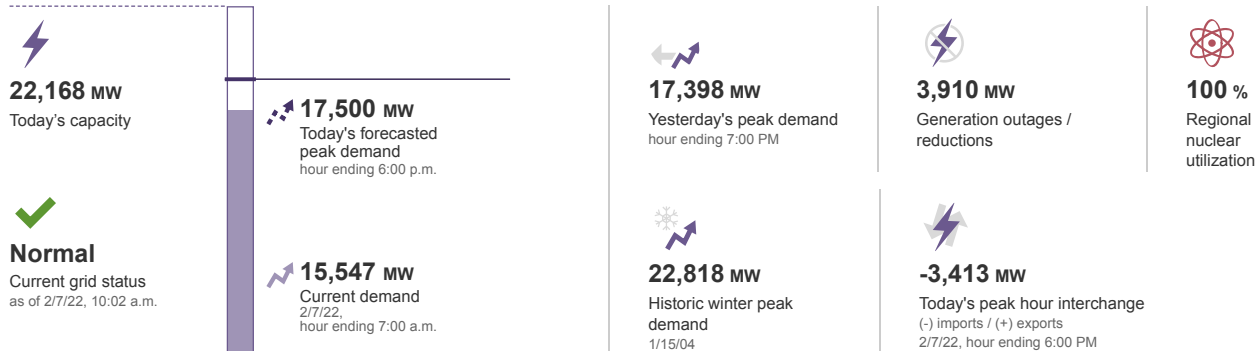 22,168 MW
Today's capacity
Normal
Current grid status
as of 2/7/22, 10:02 a.m.
17,500 MW
Today's forecasted
peak demand
hour ending 6:00 p.m.
15,547 MW
Current demand
2/7/22,
hour ending 7:00 a.m.
17,398 MW
Yesterday's peak demand
hour ending 7:00 PM
3,910 MW
Generation outages /
reductions
100 %
Regional
nuclear
utilization
22,818 MW
Historic winter peak
demand
1/15/04
-3,413 MW
Today's peak hour interchange
(-) imports / (+) exports
2/7/22, hour ending 6:00 PM